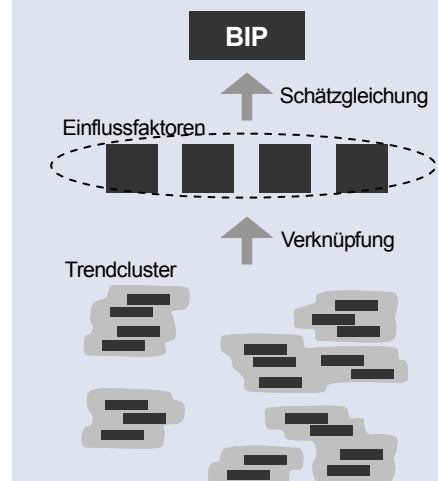 BIP
Schätzgleichung
Einflussfaktoren
Verknüpfung
Trendcluster